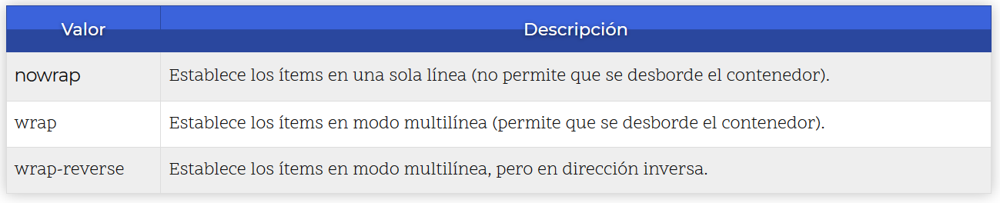 Valor Descripción
nowrap Establece los ítems en una sola línea (no permite que se desborde el contenedor).
wrap Establece los ítems en modo multilínea (permite que se desborde el contenedor).
wrap-reverse Establece los ítems en modo multilínea, pero en dirección inversa.